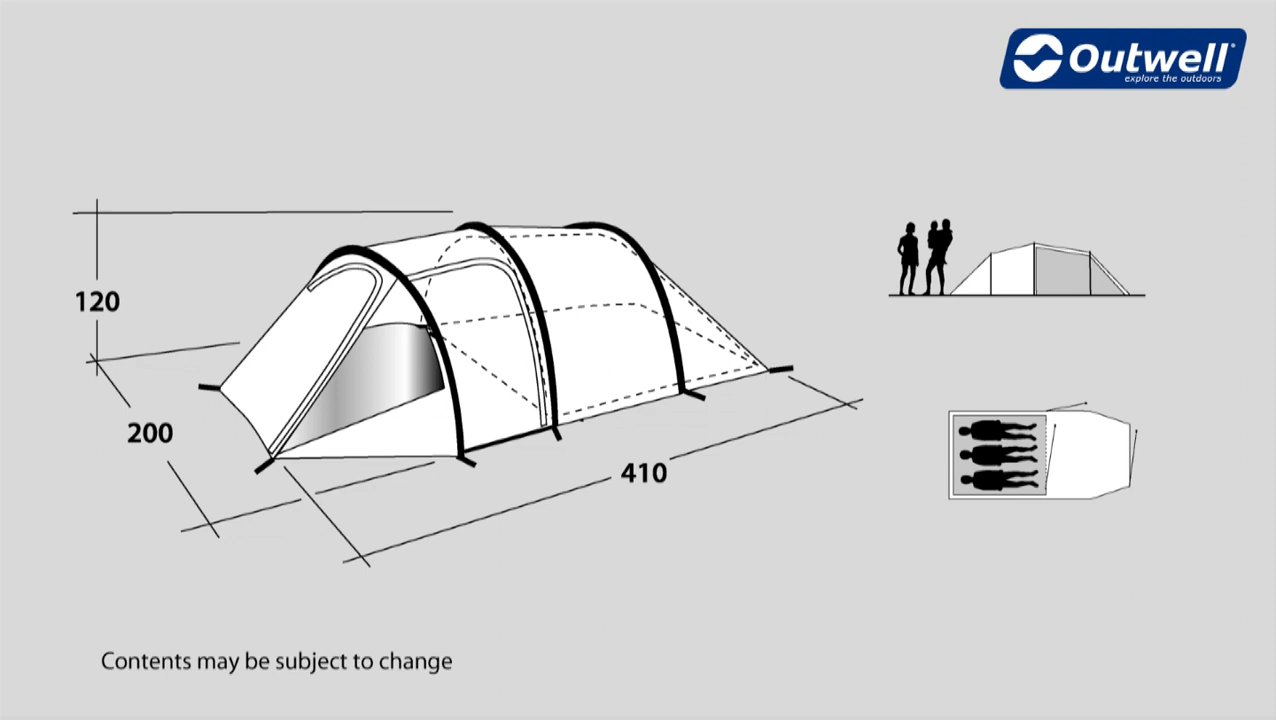 Outwell®
explore the outdoors
120
200
410
Contents may be subject to change